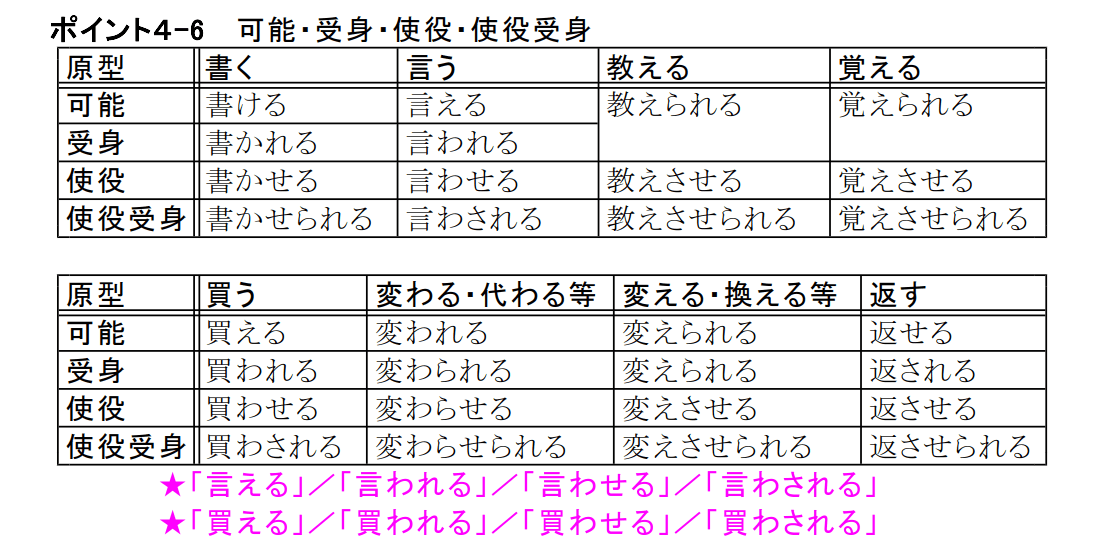 ポイント4-6　可能・受身・使役・使役受身
原型 書く 言う 教える 覚える
可能 書ける 言える 教えられる 覚えられる
受身 書かれる 言われる
使役 書かせる 言わせる 教えさせる 覚えさせる
使役受身 書かせられる 言わされる 教えさせられる 覚えさせられる
原型 買う 変わる・代わる等 変える・換える等 返す
可能 買える 変われる 変えられる 返せる
受身 買われる 変わられる 変えられる 返される
使役 買わせる 変わらせる 変えさせる 返させる
使役受身 買わされる 変わらせられる 変えさせられる 返させられる
★「言える」／「言われる」／「言わせる」／「言わされる」
★「買える」／「買われる」／「買わせる」／「買わされる」